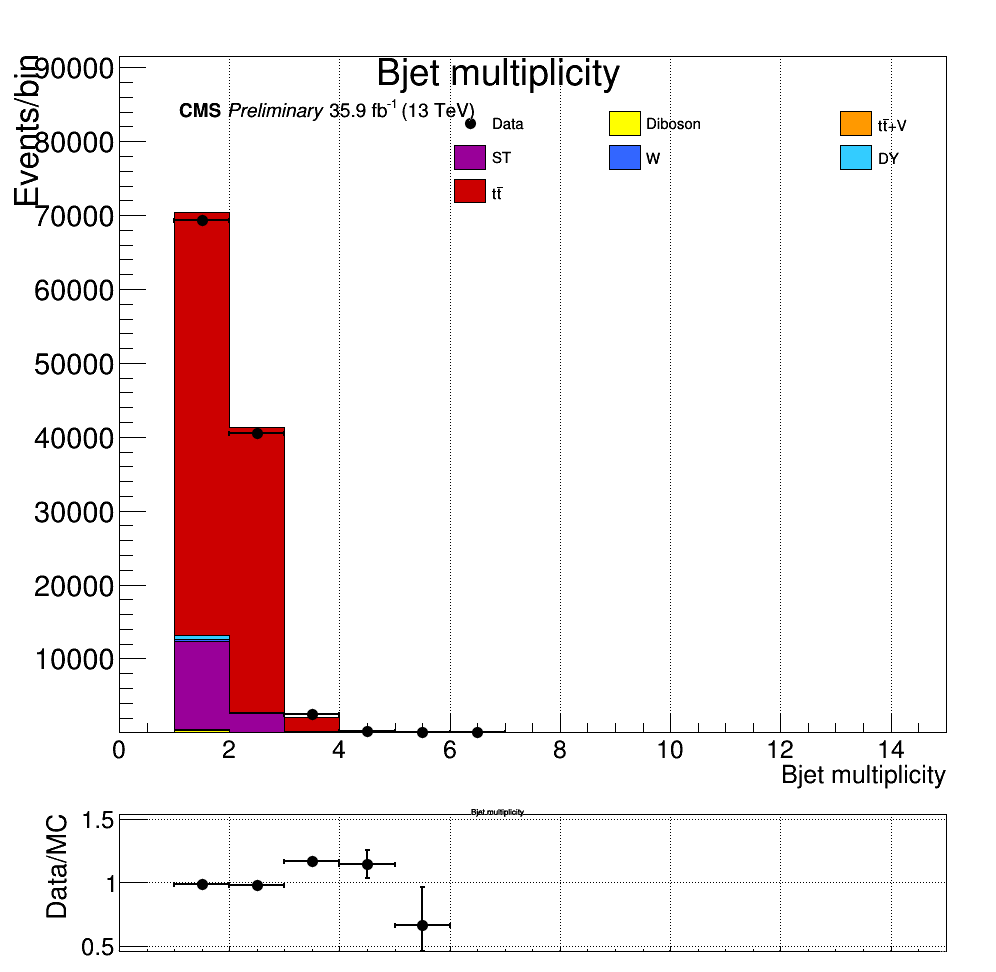 Bjet multiplicity
Events/bin
CMS Preliminary 35.9 fb⁻¹ (13 TeV)
Data
Diboson
tt̄+V
ST
W
DY
tt̄
90000
80000
70000
60000
50000
40000
30000
20000
10000
0 2 4 6 8 10 12 14
Bjet multiplicity
Bjet multiplicity
Data/MC
1.5
1
0.5